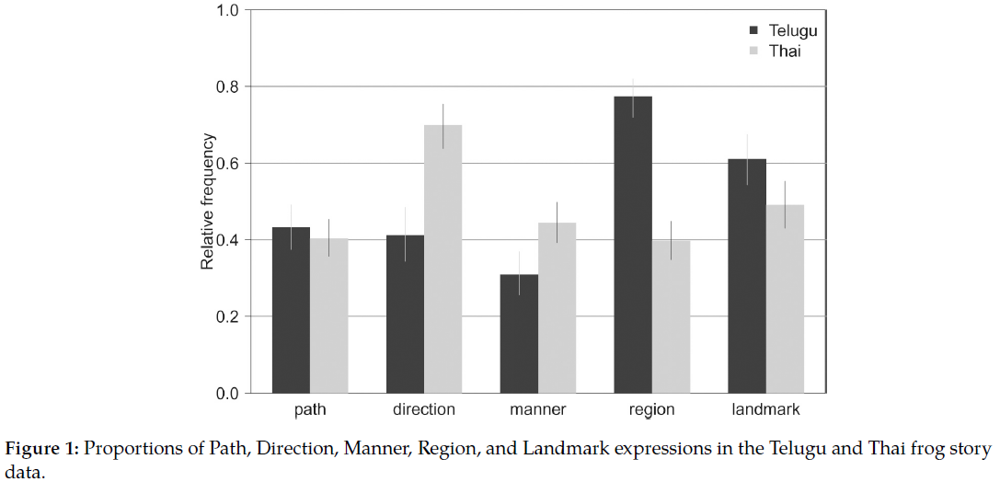 1.0
Telugu
Thai
0.8
0.6
0.4
0.2
0.0
Relative frequency
path direction manner region landmark
Figure 1: Proportions of Path, Direction, Manner, Region, and Landmark expressions in the Telugu and Thai frog story
data.